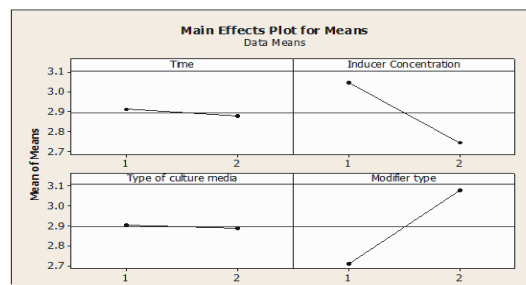 Main Effects Plot for Means
Data Means
Time
Inducer Concentration
3.1
3.0
2.9
2.8
2.7
1
2
1
2
Type of culture media
Modifier type
3.1
3.0
2.9
2.8
2.7
1
2
1
2
Mean of Means